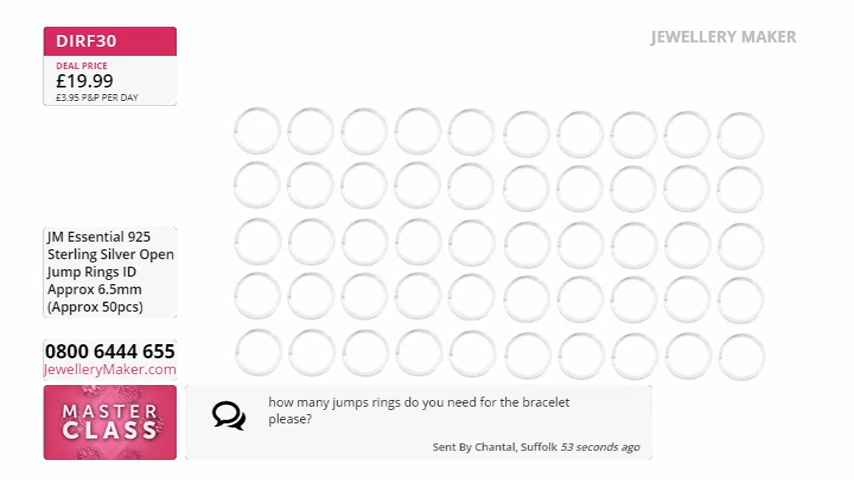 DIRF30
DEAL PRICE
£19.99
£3.95 P&P PER DAY
JEWELLERY MAKER
JM Essential 925
Sterling Silver Open
Jump Rings ID
Approx 6.5mm
(Approx 50pcs)
0800 6444 655
JewelleryMaker.com
MASTER
CLASS
how many jumps rings do you need for the bracelet
please?
Sent By Chantal, Suffolk 53 seconds ago